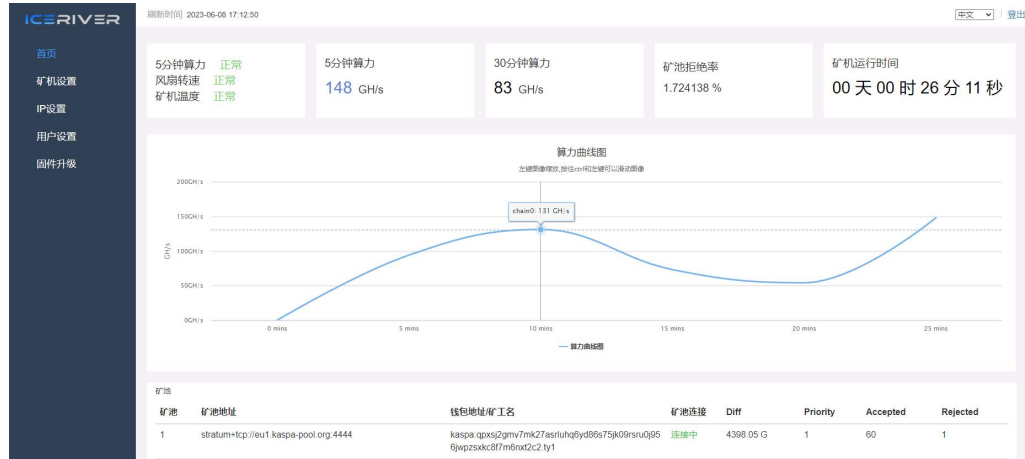 ICERIVER
刷新时间 2023-06-08 17:12:50
中文
登出
首页
矿机设置
IP设置
用户设置
固件升级
5分钟算力 正常
风扇转速 正常
矿机温度 正常
5分钟算力
148 GH/s
30分钟算力
83 GH/s
矿池拒绝率
1.724138 %
矿机运行时间
00 天 00 时 26 分 11 秒
算力曲线图
左键图像缩放,按住ctrl和左键可以滑动图像
200GH/s
150GH/s
100GH/s
50GH/s
0GH/s
GH/s
chain0: 131 GH/s
0 mins 5 mins 10 mins 15 mins 20 mins 25 mins
算力曲线图
矿池
矿池 矿池地址 钱包地址/矿工名 矿池连接 Diff Priority Accepted Rejected
1 stratum+tcp://eu1.kaspa-pool.org:4444 kaspa:qpxsj2gmv7mk27asrluhq6yd86s75jk09rsru0j95 连接中 4398.05 G 1 60 1
6jwpzsxkc8f7m6nxt2c2.ty1